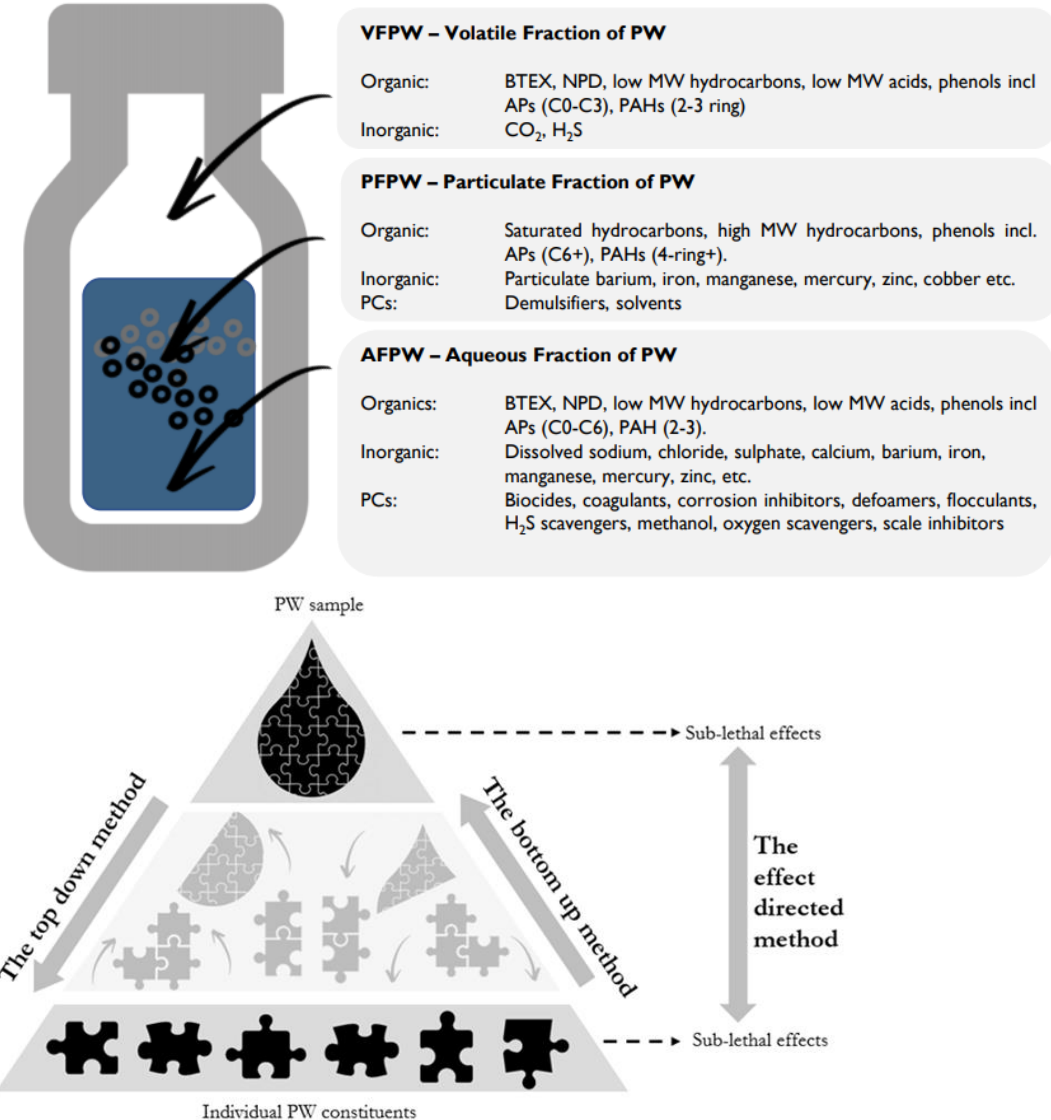 VFPW – Volatile Fraction of PW
Organic: BTEX, NPD, low MW hydrocarbons, low MW acids, phenols incl
APs (C0-C3), PAHs (2-3 ring)
Inorganic: CO₂, H₂S
PFPW – Particulate Fraction of PW
Organic: Saturated hydrocarbons, high MW hydrocarbons, phenols incl.
APs (C6+), PAHs (4-ring+).
Inorganic: Particulate barium, iron, manganese, mercury, zinc, cobber etc.
PCs: Demulsifiers, solvents
AFPW – Aqueous Fraction of PW
Organics: BTEX, NPD, low MW hydrocarbons, low MW acids, phenols incl
APs (C0-C6), PAH (2-3).
Inorganic: Dissolved sodium, chloride, sulphate, calcium, barium, iron,
manganese, mercury, zinc, etc.
PCs: Biocides, coagulants, corrosion inhibitors, defoamers, flocculants,
H₂S scavengers, methanol, oxygen scavengers, scale inhibitors
PW sample
Sub-lethal effects
The top down method
The bottom up method
The
effect
directed
method
Sub-lethal effects
Individual PW constituents